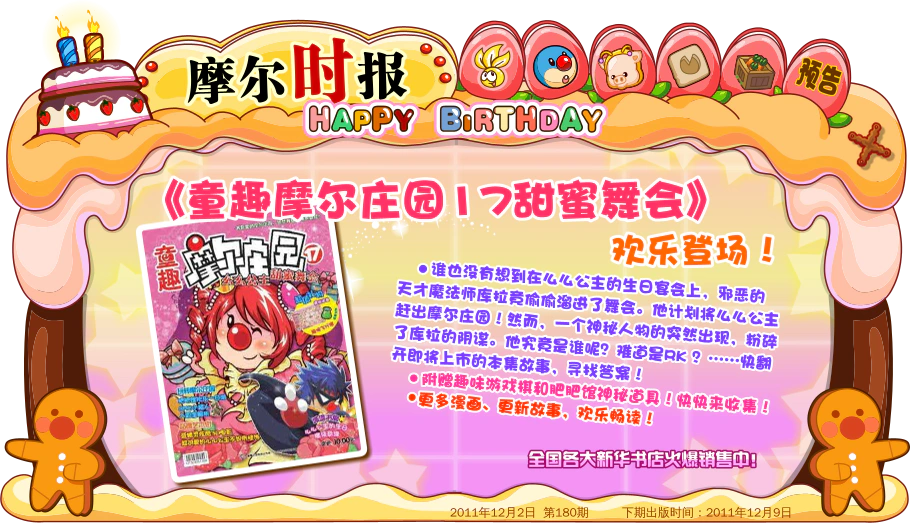 摩尔时报
预告
HAPPY BIRTHDAY
《童趣摩尔庄园17甜蜜舞会》
欢乐登场！
童趣
摩尔庄园
17
●谁也没有想到在么么公主的生日宴会上，邪恶的
天才魔法师库拉竟偷偷溜进了舞会。他计划将么么公主
赶出摩尔庄园！然而，一个神秘人物的突然出现，粉碎
了库拉的阴谋。他究竟是谁呢？难道是RK？……快翻
开即将上市的本集故事，寻找答案！
●附赠趣味游戏棋和肥肥馆神秘道具！快快来收集！
●更多漫画、更新故事，欢乐畅读！
全国各大新华书店火爆销售中！
2011年12月2日 第180期 下期出版时间：2011年12月9日